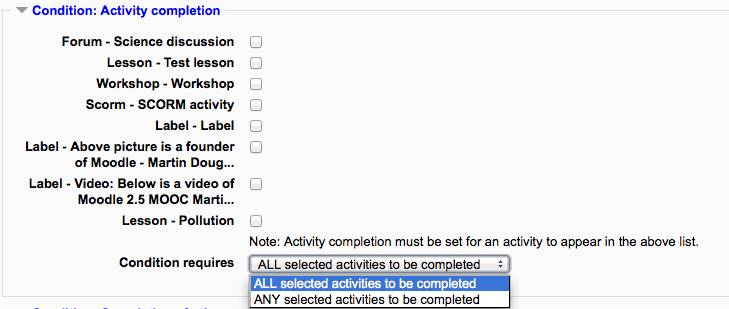 Condition: Activity completion
Forum - Science discussion
Lesson - Test lesson
Workshop - Workshop
Scorm - SCORM activity
Label - Label
Label - Above picture is a founder
of Moodle - Martin Doug...
Label - Video: Below is a video of
Moodle 2.5 MOOC Marti...
Lesson - Pollution
Note: Activity completion must be set for an activity to appear in the above list.
Condition requires ALL selected activities to be completed
ALL selected activities to be completed
ANY selected activities to be completed